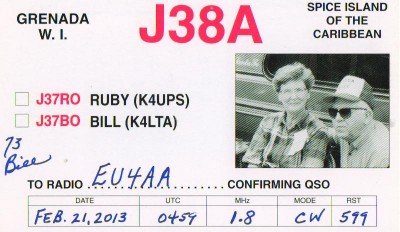 GRENADA
W. I.
J38A
SPICE ISLAND
OF THE
CARIBBEAN
J37RO RUBY (K4UPS)
J37BO BILL (K4LTA)
73
Bill
TO RADIO EU4AA CONFIRMING QSO
DATE UTC MHz MODE RST
FEB. 21, 2013 0459 1.8 CW 599